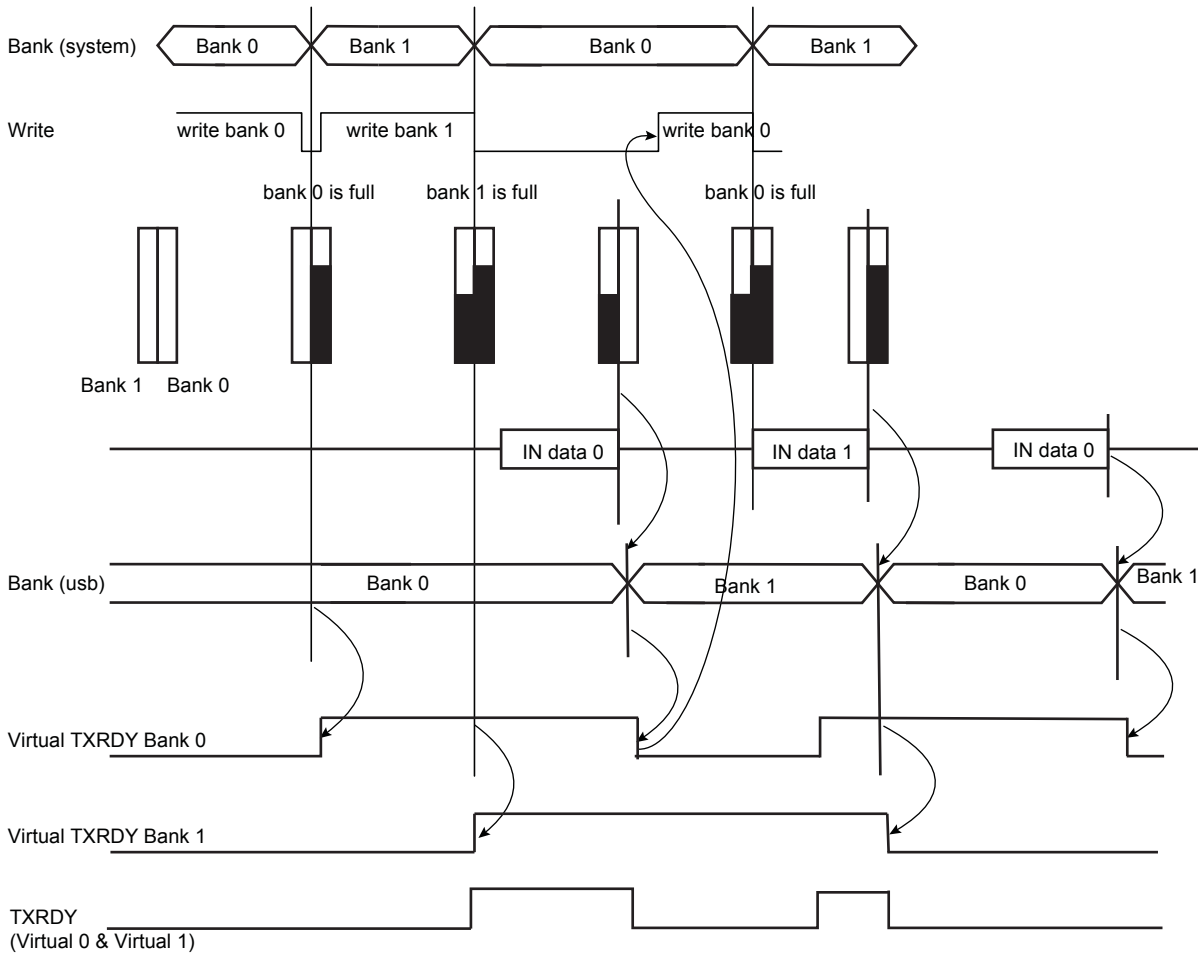 Bank (system)
Bank 0
Bank 1
Bank 0
Bank 1
Write
write bank 0
write bank 1
write bank 0
bank 0 is full
bank 1 is full
bank 0 is full
Bank 1
Bank 0
IN data 0
IN data 1
IN data 0
Bank (usb)
Bank 0
Bank 1
Bank 0
Bank 1
Virtual TXRDY Bank 0
Virtual TXRDY Bank 1
TXRDY
(Virtual 0 & Virtual 1)